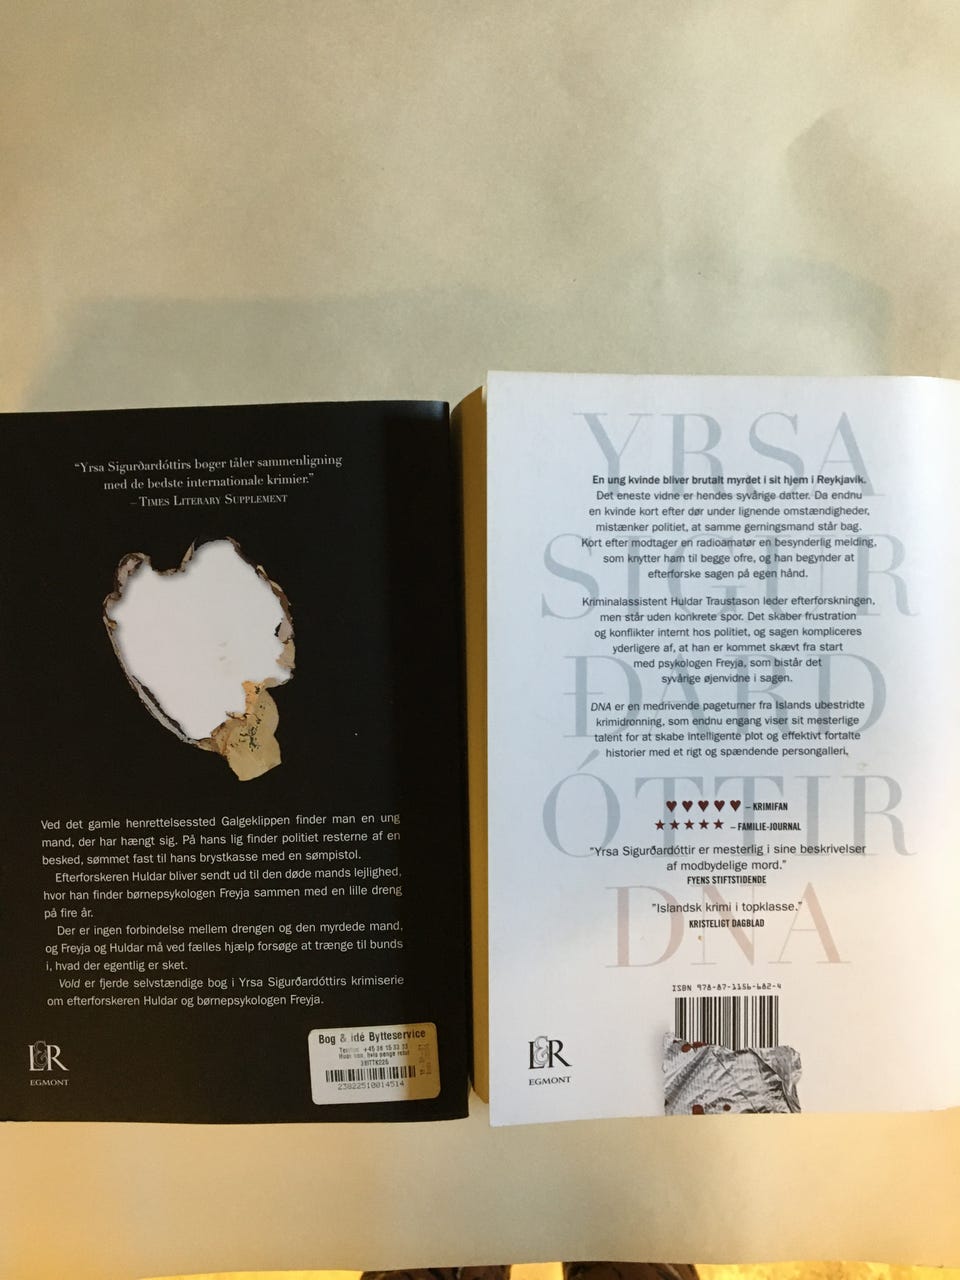 “Yrsa Sigurðardóttirs bøger tåler sammenligning
med de bedste internationale krimier.”
– Times Literary Supplement
Ved det gamle henrettelsessted Galgeklippen finder man en ung
mand, der har hængt sig. På hans lig finder politiet resterne af en
besked, sømmet fast til hans brystkasse med en sømpistol.
Efterforskeren Huldar bliver sendt ud til den døde mands lejlighed,
hvor han finder børnepsykologen Freyja sammen med en lille dreng
på fire år.
Der er ingen forbindelse mellem drengen og den myrdede mand,
og Freyja og Huldar må ved fælles hjælp forsøge at trænge til bunds
i, hvad der egentlig er sket.
Vold er fjerde selvstændige bog i Yrsa Sigurðardóttirs krimiserie
om efterforskeren Huldar og børnepsykologen Freyja.
L&R
EGMONT
Bog & idé Bytteservice
23822510014514
YRSA
SIGUR
ÐARD
ÓTTIR
DNA
En ung kvinde bliver brutalt myrdet i sit hjem i Reykjavik.
Det eneste vidne er hendes syvårige datter. Da endnu
en kvinde kort efter dør under lignende omstændigheder,
mistænker politiet, at samme gerningsmand står bag.
Kort efter modtager en radioamatør en besynderlig melding,
som knytter ham til begge ofre, og han begynder at
efterforske sagen på egen hånd.
Kriminalassistent Huldar Traustason leder efterforskningen,
men står uden konkrete spor. Det skaber frustration
og konflikter internt hos politiet, og sagen kompliceres
yderligere af, at han er kommet skævt fra start
med psykologen Freyja, som bistår det
syvårige øjenvidne i sagen.
DNA er en medrivende pageturner fra Islands ubestridte
krimidronning, som endnu engang viser sit mesterlige
talent for at skabe intelligente plot og effektivt fortalte
historier med et rigt og spændende persongalleri.
♥♥♥♥♥ – KRIMIFAN
★★★★★ – FAMILIE-JOURNAL
”Yrsa Sigurðardóttir er mesterlig i sine beskrivelser
af modbydelige mord.”
FYENS STIFTSTIDENDE
”Islandsk krimi i topklasse.”
KRISTELIGT DAGBLAD
ISBN 978-87-1156-682-4
L&R
EGMONT